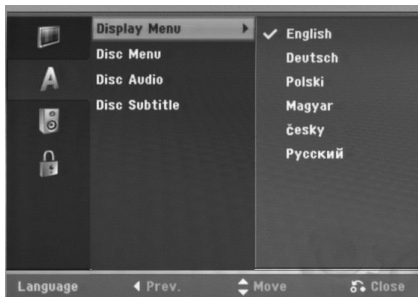 Display Menu
Disc Menu
Disc Audio
Disc Subtitle
English
Deutsch
Polski
Magyar
česky
Русский
A
Language
Prev.
Move
Close